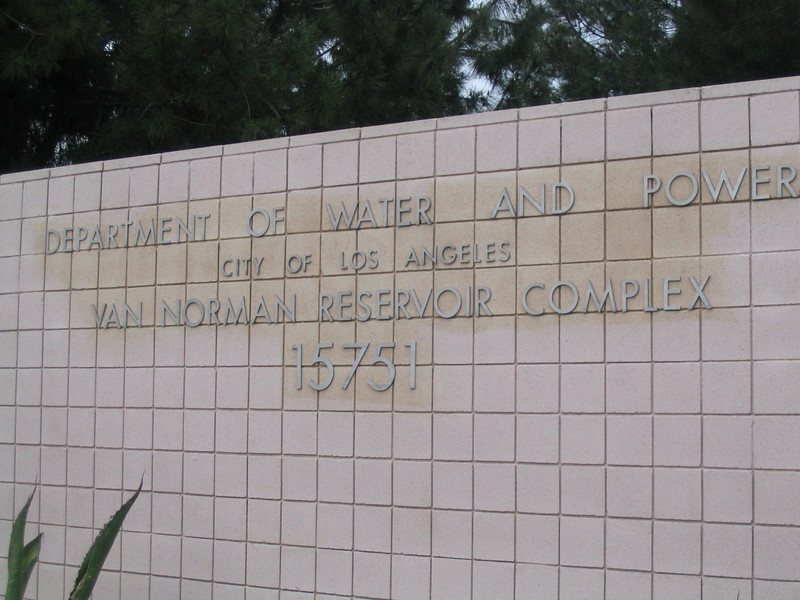 DEPARTMENT OF WATER AND POWER
CITY OF LOS ANGELES
VAN NORMAN RESERVOIR COMPLEX
15751